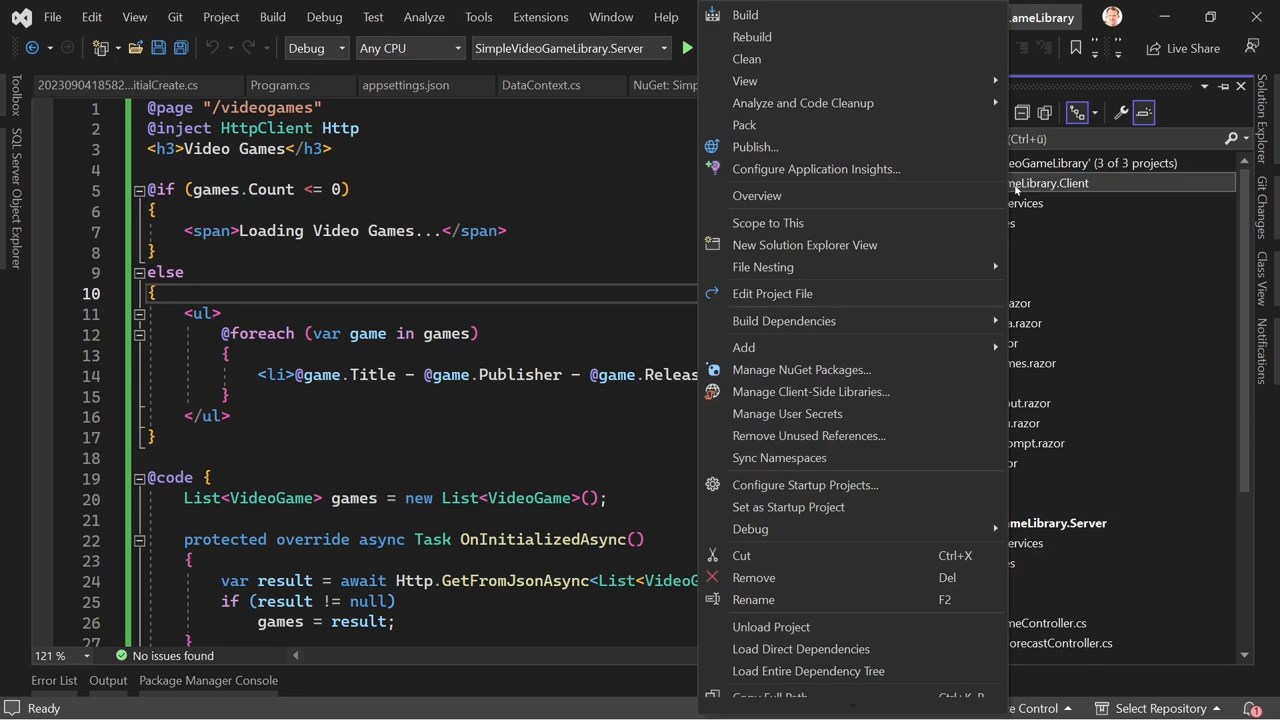 File Edit View Git Project Build Debug Test Analyze Tools Extensions Window Help
ameLibrary
Debug Any CPU SimpleVideoGameLibrary.Server
Live Share
2023090418582...itialCreate.cs Program.cs appsettings.json DataContext.cs NuGet: Simp
Toolbox
SQL Server Object Explorer
1 @page "/videogames"
2 @inject HttpClient Http
3 <h3>Video Games</h3>
4
5 @if (games.Count <= 0)
6 {
7 <span>Loading Video Games...</span>
8 }
9 else
10 {
11 <ul>
12 @foreach (var game in games)
13 {
14 <li>@game.Title - @game.Publisher - @game.Releas
15 }
16 </ul>
17 }
18
19 @code {
20 List<VideoGame> games = new List<VideoGame>();
21
22 protected override async Task OnInitializedAsync()
23 {
24 var result = await Http.GetFromJsonAsync<List<VideoG
25 if (result != null)
26 games = result;
27 }
121 % No issues found
Error List Output Package Manager Console
Ready
Build
Rebuild
Clean
View
Analyze and Code Cleanup
Pack
Publish...
Configure Application Insights...
Overview
Scope to This
New Solution Explorer View
File Nesting
Edit Project File
Build Dependencies
Add
Manage NuGet Packages...
Manage Client-Side Libraries...
Manage User Secrets
Remove Unused References...
Sync Namespaces
Configure Startup Projects...
Set as Startup Project
Debug
Cut Ctrl+X
Remove Del
Rename F2
Unload Project
Load Direct Dependencies
Load Entire Dependency Tree
Copy Full Path
(Ctrl+ü)
eoGameLibrary' (3 of 3 projects)
meLibrary.Client
ervices
es
azor
a.razor
or
mes.razor
out.razor
u.razor
ompt.razor
or
ameLibrary.Server
ervices
es
meController.cs
orecastController.cs
Solution Explorer
Git Changes
Class View
Notifications
e Control Select Repository 1